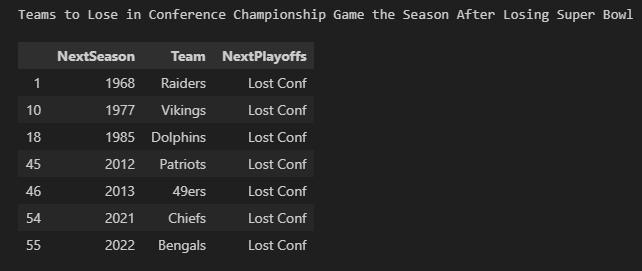 Teams to Lose in Conference Championship Game the Season After Losing Super Bowl
NextSeason Team NextPlayoffs
1 1968 Raiders Lost Conf
10 1977 Vikings Lost Conf
18 1985 Dolphins Lost Conf
45 2012 Patriots Lost Conf
46 2013 49ers Lost Conf
54 2021 Chiefs Lost Conf
55 2022 Bengals Lost Conf